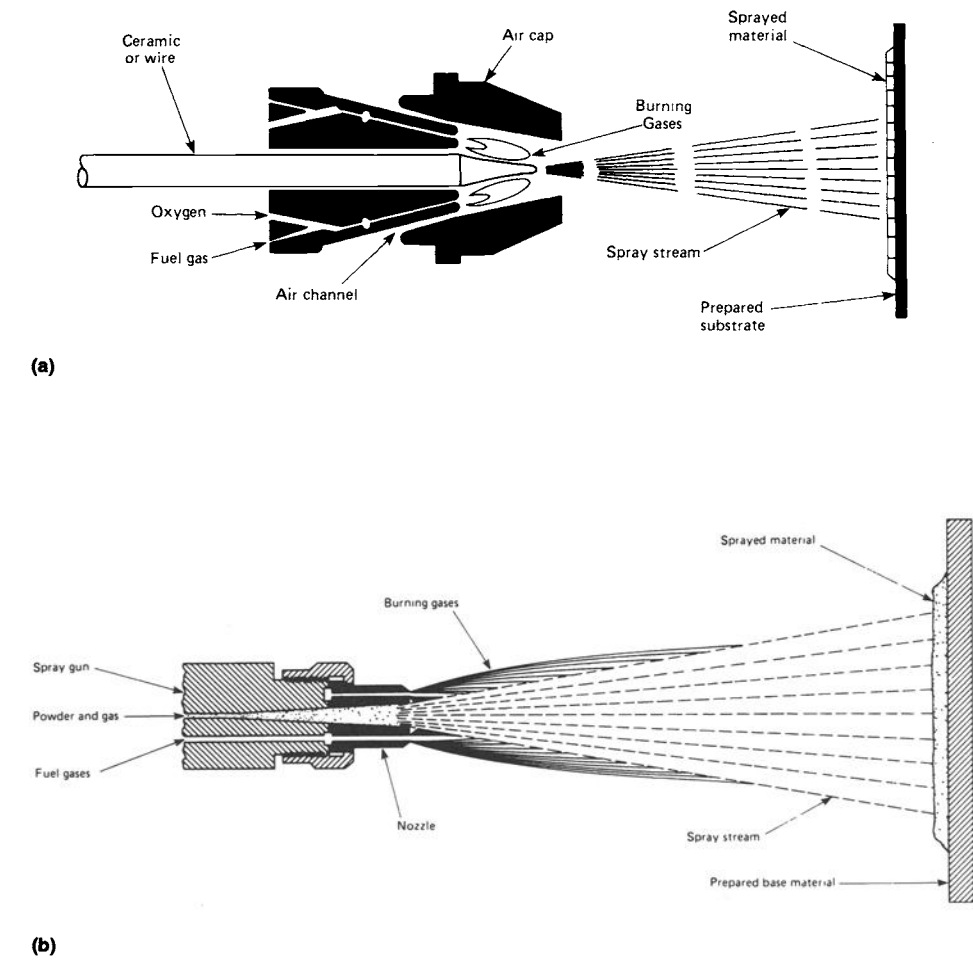 Ceramic
or wire
Air cap
Sprayed
material
Burning
Gases
Oxygen
Fuel gas
Air channel
Spray stream
Prepared
substrate
(a)
Sprayed material
Burning gases
Spray gun
Powder and gas
Fuel gases
Nozzle
Spray stream
Prepared base material
(b)